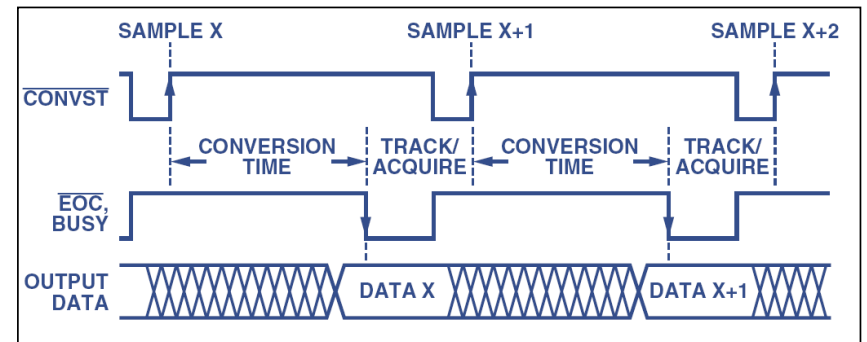 SAMPLE X SAMPLE X+1 SAMPLE X+2
CONVST
CONVERSION TIME TRACK/ ACQUIRE CONVERSION TIME TRACK/ ACQUIRE
EOC,
BUSY
OUTPUT
DATA
DATA X DATA X+1